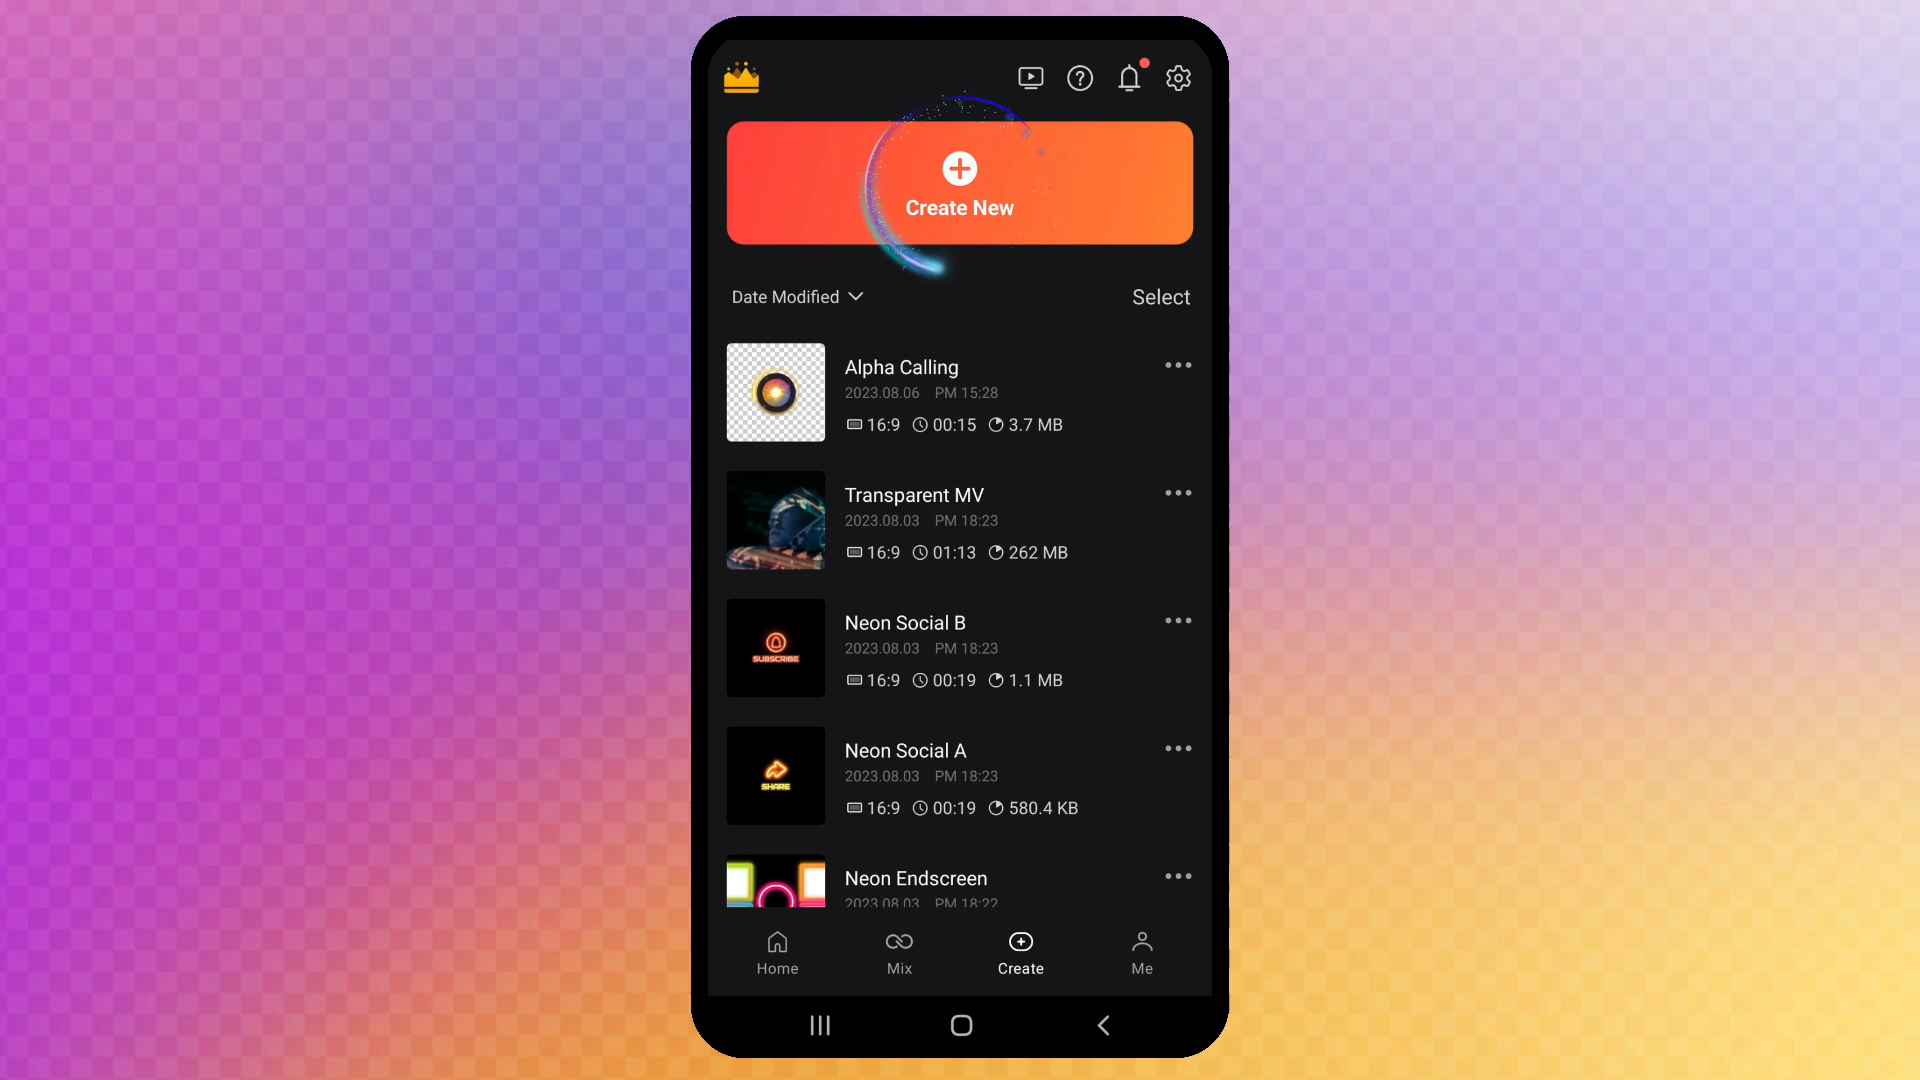 Create New
Date Modified
Select
Alpha Calling
2023.08.06 PM 15:28
16:9 00:15 3.7 MB
Transparent MV
2023.08.03 PM 18:23
16:9 01:13 262 MB
SUBSCRIBE
Neon Social B
2023.08.03 PM 18:23
16:9 00:19 1.1 MB
SHARE
Neon Social A
2023.08.03 PM 18:23
16:9 00:19 580.4 KB
Neon Endscreen
2023.08.03 PM 18:22
Home
Mix
Create
Me